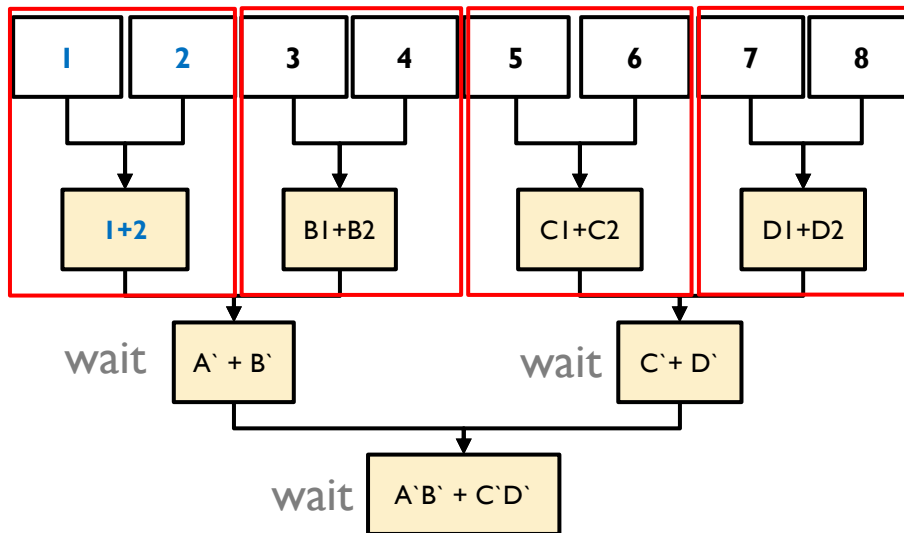 1 2 3 4 5 6 7 8
1+2 B1+B2 C1+C2 D1+D2
wait A` + B` wait C`+ D`
wait A`B` + C`D`